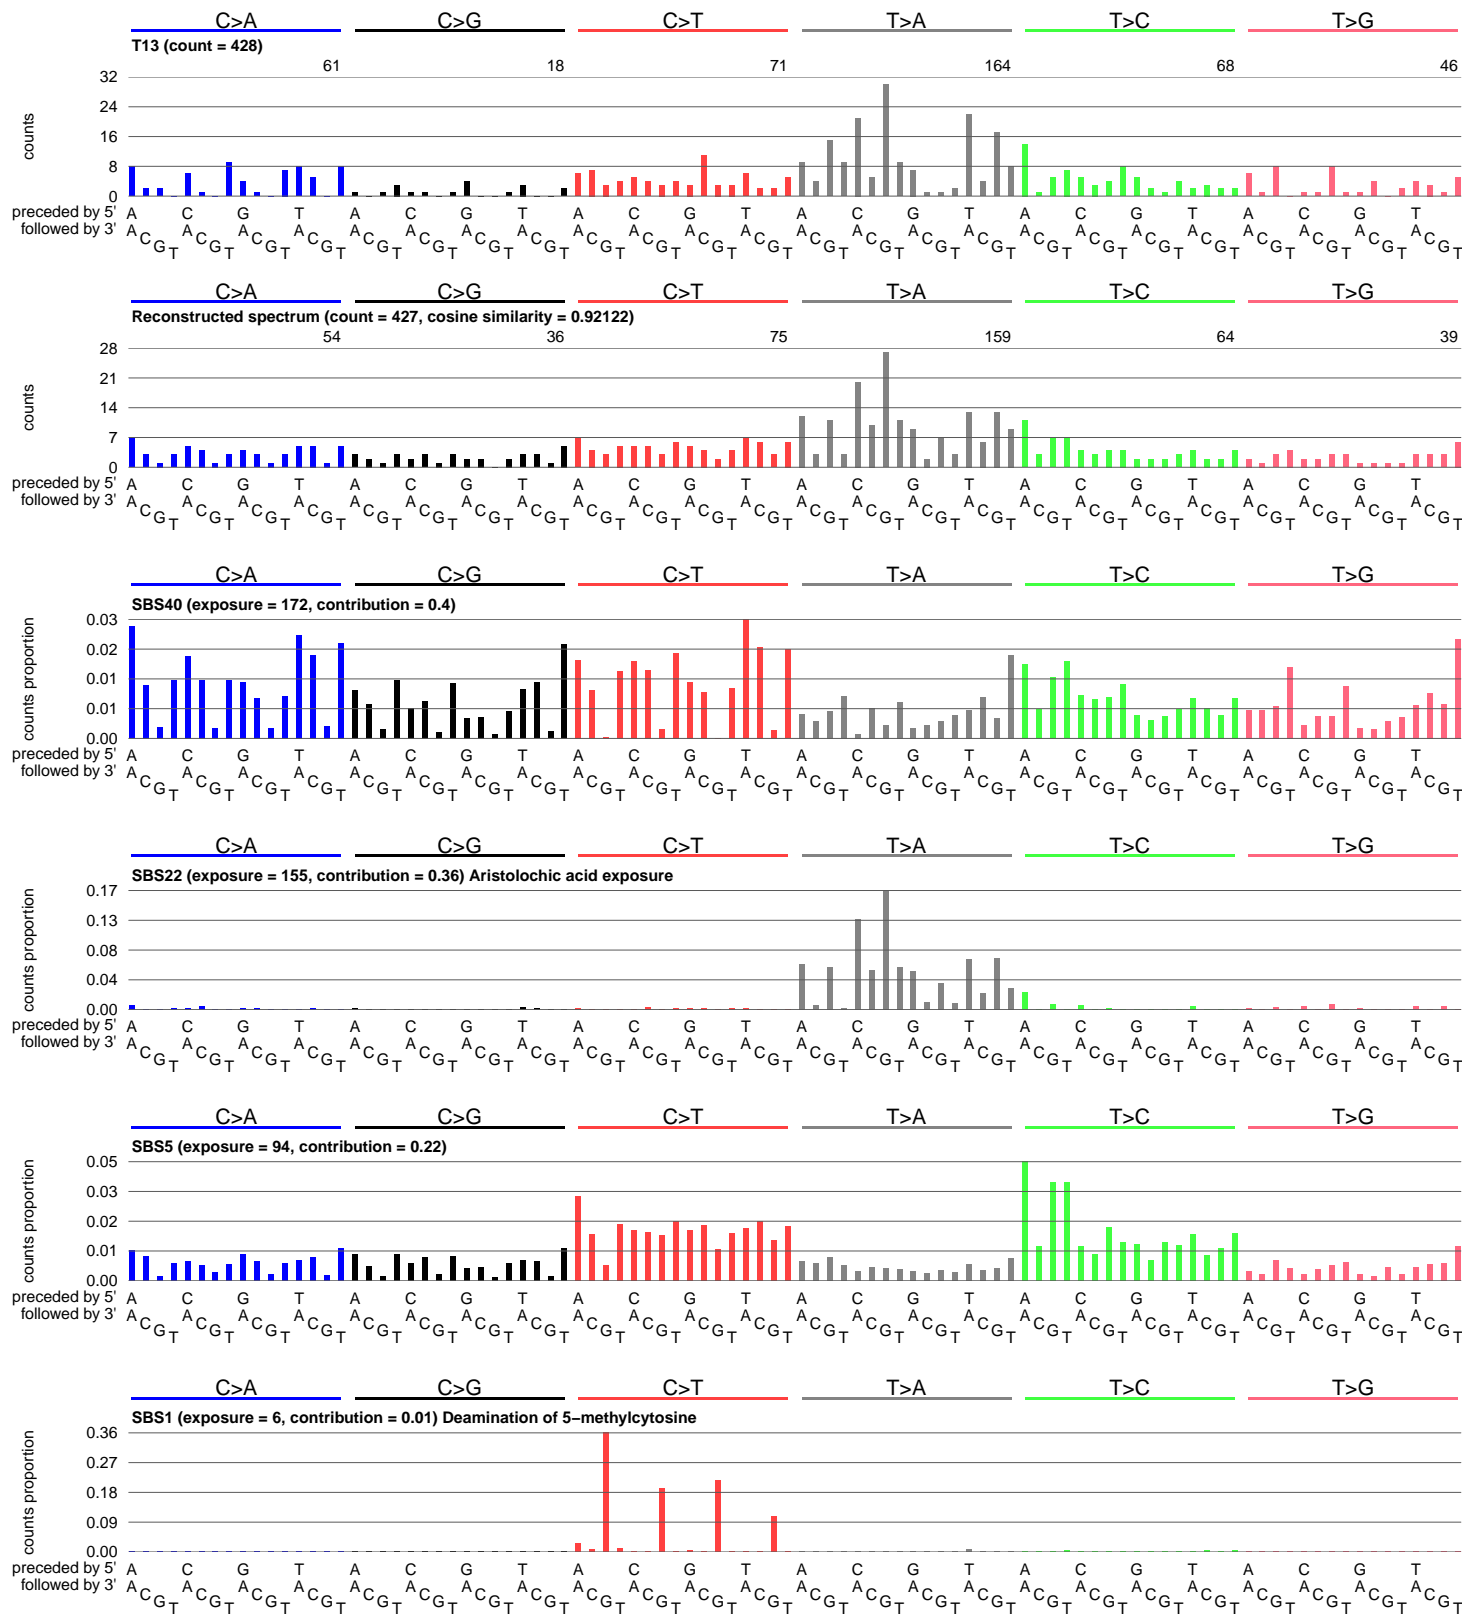 C>A C>G C>T T>A T>C T>G
T13 (count = 428)
61 18 71 164 68 46
32
24
16
8
0
counts
preceded by 5' A C G T A C G T A C G T A C G T A C G T A C G T
followed by 3' A C G T A C G T A C G T A C G T A C G T A C G T A C G T A C G T A C G T A C G T A C G T A C G T A C G T A C G T A C G T A C G T A C G T A C G T A C G T A C G T A C G T A C G T A C G T A C G T
C>A C>G C>T T>A T>C T>G
Reconstructed spectrum (count = 427, cosine similarity = 0.92122)
54 36 75 159 64 39
28
21
14
7
0
counts
preceded by 5' A C G T A C G T A C G T A C G T A C G T A C G T
followed by 3' A C G T A C G T A C G T A C G T A C G T A C G T A C G T A C G T A C G T A C G T A C G T A C G T A C G T A C G T A C G T A C G T A C G T A C G T A C G T A C G T A C G T A C G T A C G T A C G T
C>A C>G C>T T>A T>C T>G
SBS40 (exposure = 172, contribution = 0.4)
0.03
0.02
0.01
0.01
0.00
counts proportion
preceded by 5' A C G T A C G T A C G T A C G T A C G T A C G T
followed by 3' A C G T A C G T A C G T A C G T A C G T A C G T A C G T A C G T A C G T A C G T A C G T A C G T A C G T A C G T A C G T A C G T A C G T A C G T A C G T A C G T A C G T A C G T A C G T A C G T
C>A C>G C>T T>A T>C T>G
SBS22 (exposure = 155, contribution = 0.36) Aristolochic acid exposure
0.17
0.13
0.08
0.04
0.00
counts proportion
preceded by 5' A C G T A C G T A C G T A C G T A C G T A C G T
followed by 3' A C G T A C G T A C G T A C G T A C G T A C G T A C G T A C G T A C G T A C G T A C G T A C G T A C G T A C G T A C G T A C G T A C G T A C G T A C G T A C G T A C G T A C G T A C G T A C G T
C>A C>G C>T T>A T>C T>G
SBS5 (exposure = 94, contribution = 0.22)
0.05
0.03
0.02
0.01
0.00
counts proportion
preceded by 5' A C G T A C G T A C G T A C G T A C G T A C G T
followed by 3' A C G T A C G T A C G T A C G T A C G T A C G T A C G T A C G T A C G T A C G T A C G T A C G T A C G T A C G T A C G T A C G T A C G T A C G T A C G T A C G T A C G T A C G T A C G T A C G T
C>A C>G C>T T>A T>C T>G
SBS1 (exposure = 6, contribution = 0.01) Deamination of 5−methylcytosine
0.36
0.27
0.18
0.09
0.00
counts proportion
preceded by 5' A C G T A C G T A C G T A C G T A C G T A C G T
followed by 3' A C G T A C G T A C G T A C G T A C G T A C G T A C G T A C G T A C G T A C G T A C G T A C G T A C G T A C G T A C G T A C G T A C G T A C G T A C G T A C G T A C G T A C G T A C G T A C G T